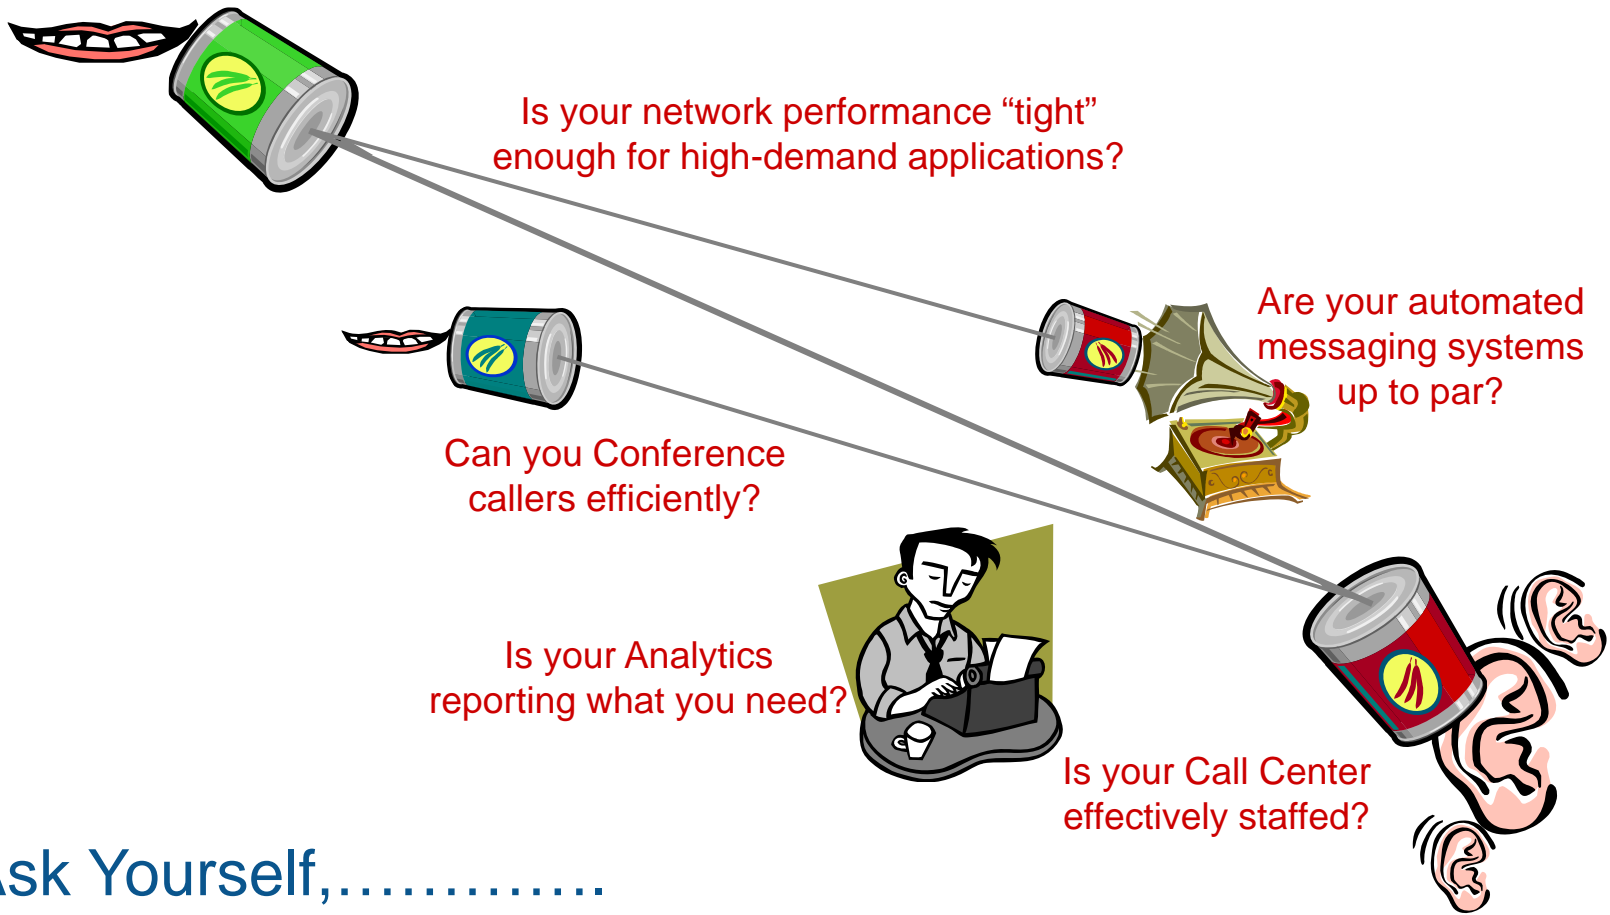 Is your network performance “tight”
enough for high-demand applications?
Are your automated
messaging systems
up to par?
Can you Conference
callers efficiently?
Is your Analytics
reporting what you need?
Is your Call Center
effectively staffed?
Ask Yourself,………….